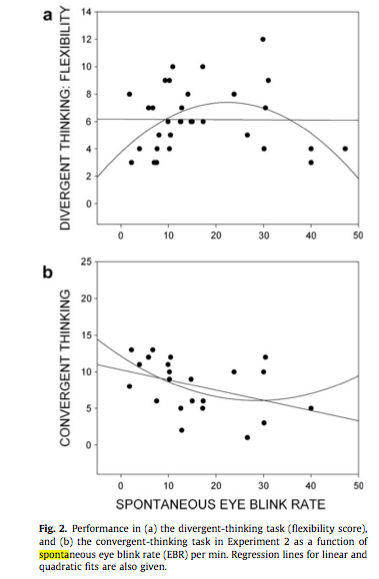 a
DIVERGENT THINKING: FLEXIBILITY
14
12
10
8
6
4
2
0
0 10 20 30 40 50
b
CONVERGENT THINKING
25
20
15
10
5
0
0 10 20 30 40 50
SPONTANEOUS EYE BLINK RATE
Fig. 2. Performance in (a) the divergent-thinking task (flexibility score),
and (b) the convergent-thinking task in Experiment 2 as a function of
spontaneous eye blink rate (EBR) per min. Regression lines for linear and
quadratic fits are also given.